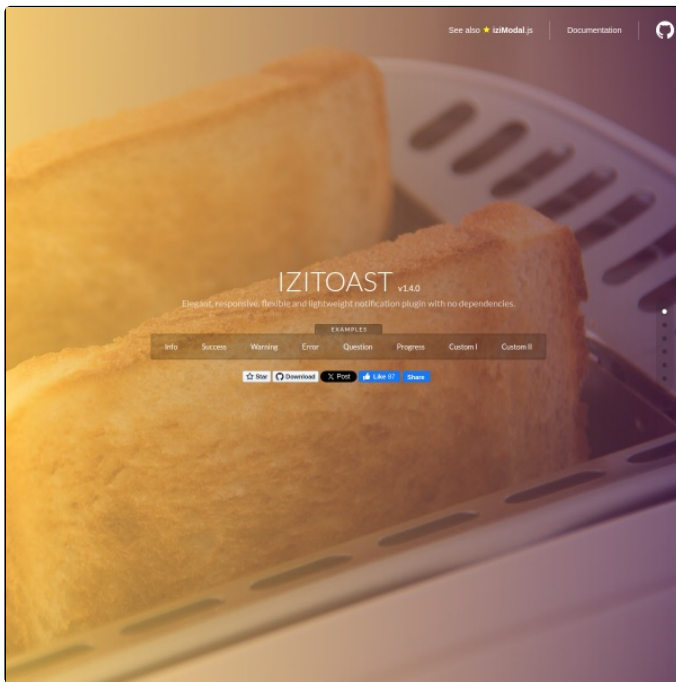 See also ★ iziModal.js
Documentation
IZITOAST v1.4.0
Elegant, responsive, flexible and lightweight notification plugin with no dependencies.
EXAMPLES
Info Success Warning Error Question Progress Custom I Custom II
Star Download Post Like 97 Share